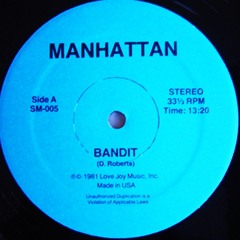 MANHATTAN
Side A
SM-005
STEREO
33⅓ RPM
Time: 13:20
BANDIT
(D. Roberts)
℗© 1981 Love Joy Music, Inc.
Made in USA
Unauthorized Duplication is a
Violation of Applicable Laws